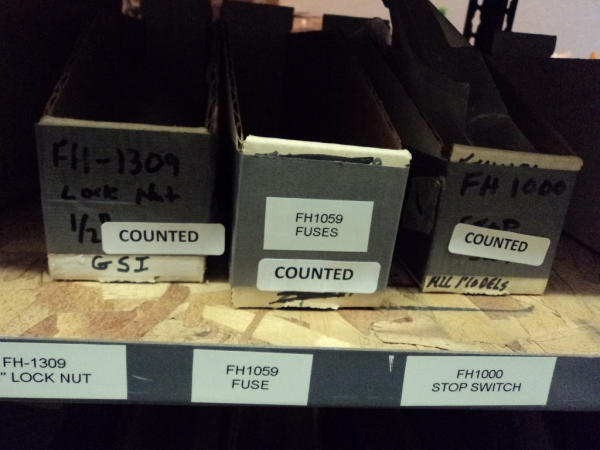 FH-1309
Lock Nut
1/2"
COUNTED
GSI
FH1059
FUSES
COUNTED
FH 1000
STOP
COUNTED
ALL MODELS
FH-1309
" LOCK NUT
FH1059
FUSE
FH1000
STOP SWITCH